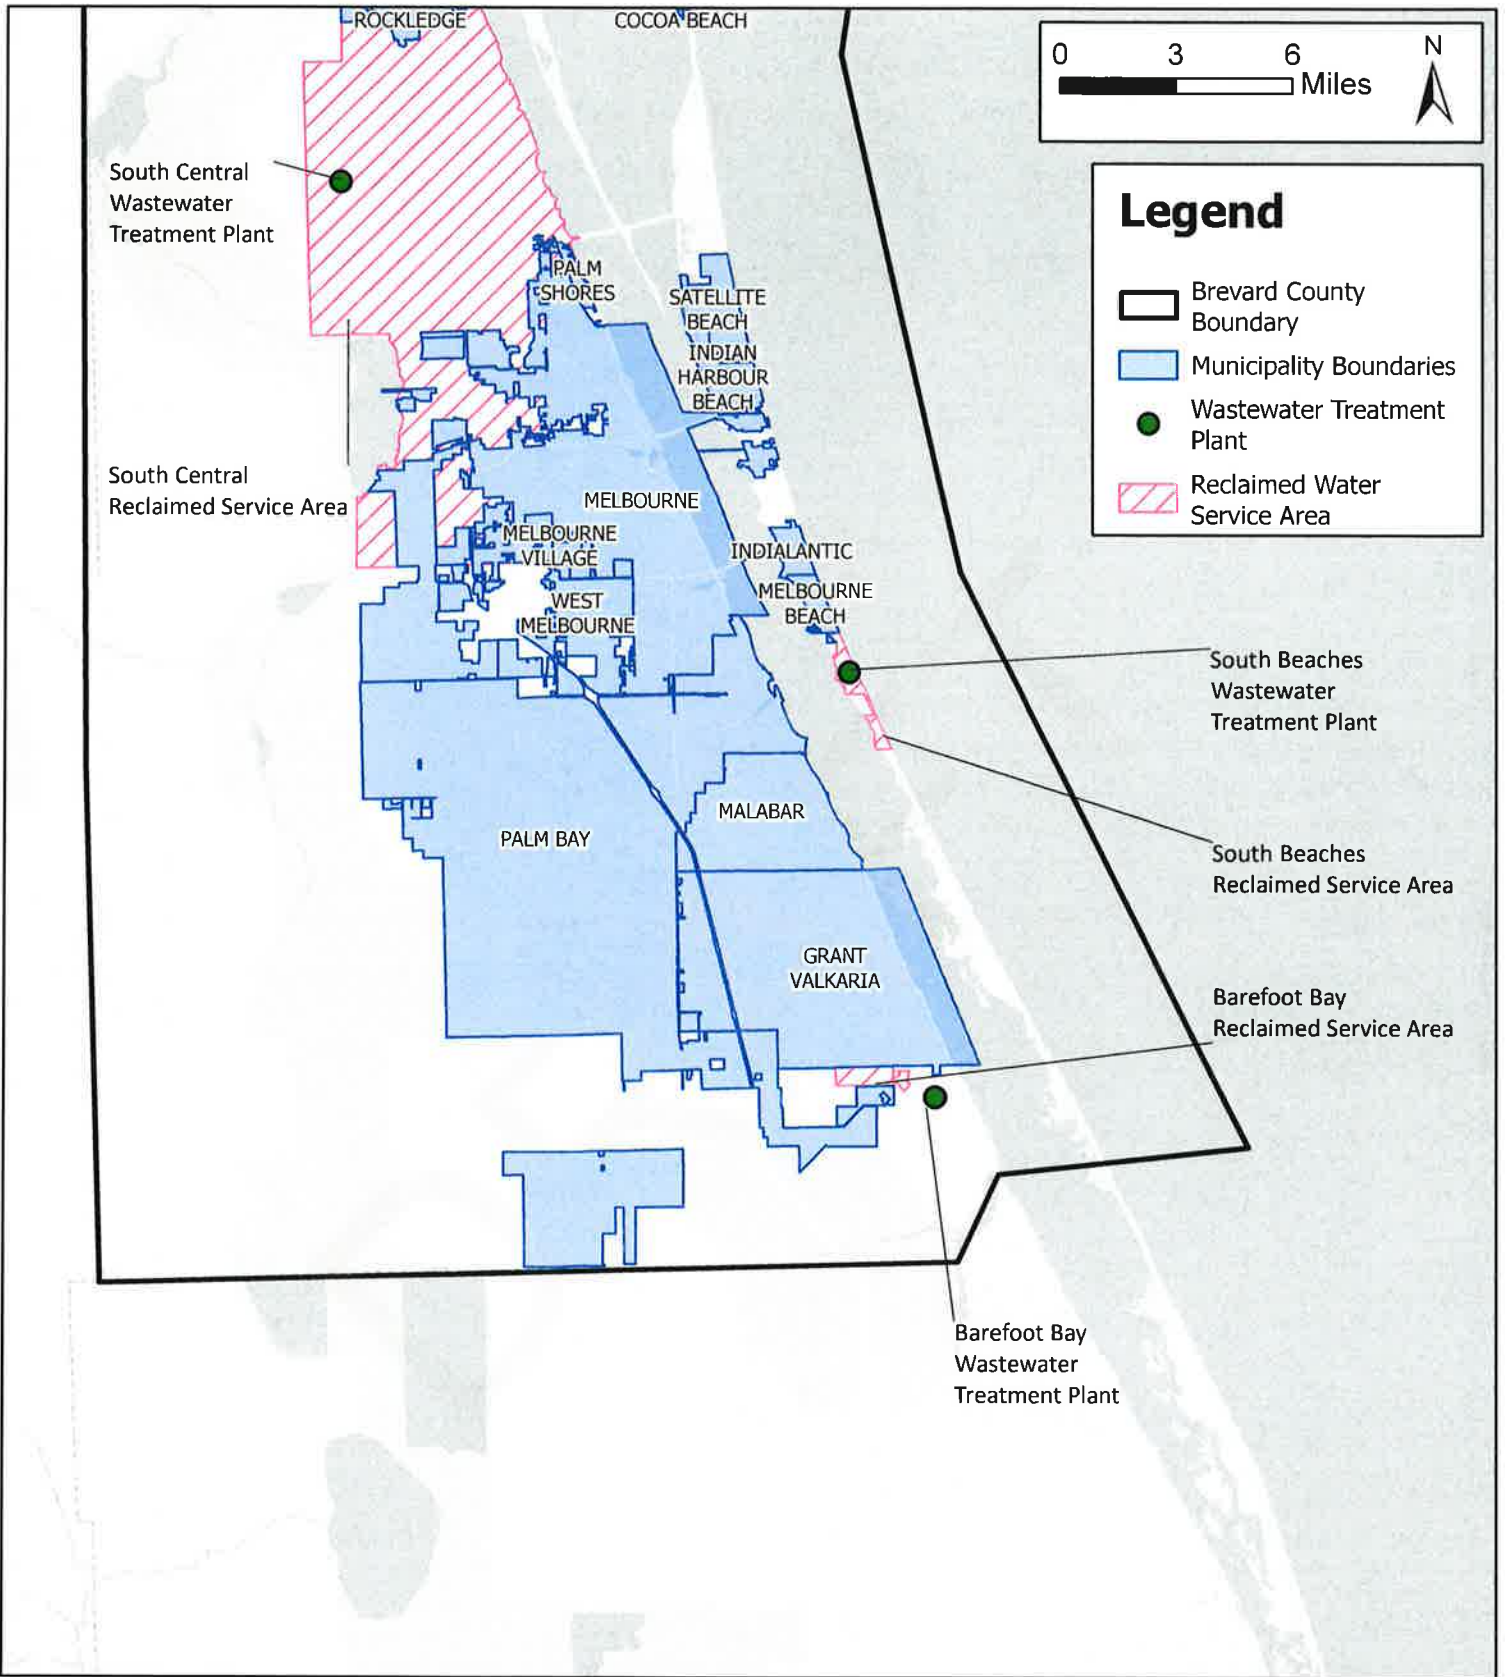 ROCKLEDGE
COCOA BEACH
0 3 6
Miles
N
Legend
Brevard County
Boundary
Municipality Boundaries
Wastewater Treatment
Plant
Reclaimed Water
Service Area
South Central
Wastewater
Treatment Plant
PALM
SHORES
SATELLITE
BEACH
INDIAN
HARBOUR
BEACH
South Central
Reclaimed Service Area
MELBOURNE
MELBOURNE
VILLAGE
INDIALANTIC
WEST
MELBOURNE
MELBOURNE
BEACH
South Beaches
Wastewater
Treatment Plant
MALABAR
PALM BAY
South Beaches
Reclaimed Service Area
GRANT
VALKARIA
Barefoot Bay
Reclaimed Service Area
Barefoot Bay
Wastewater
Treatment Plant